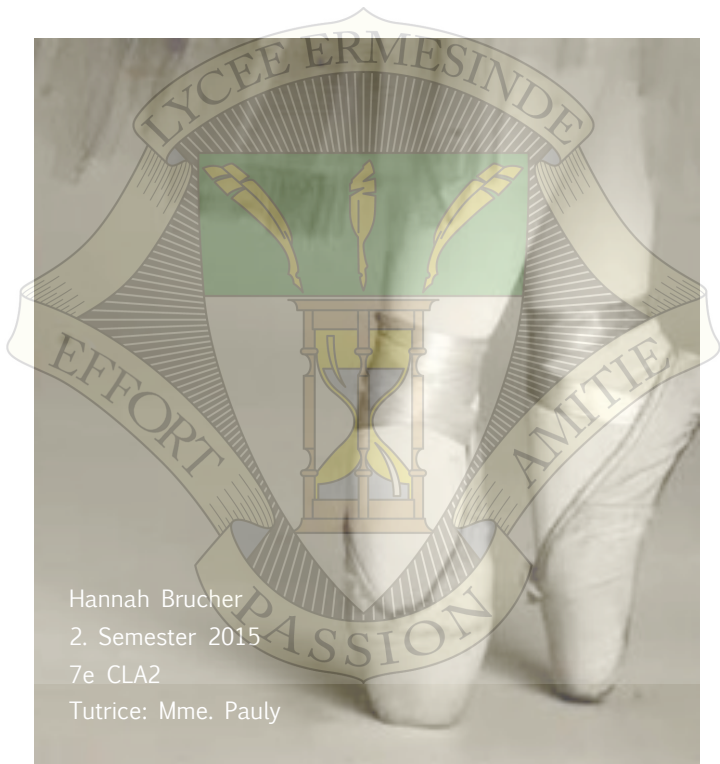 LYCEE ERMESINDE
EFFORT
AMITIE
PASSION
Hannah Brucher
2. Semester 2015
7e CLA2
Tutrice: Mme. Pauly